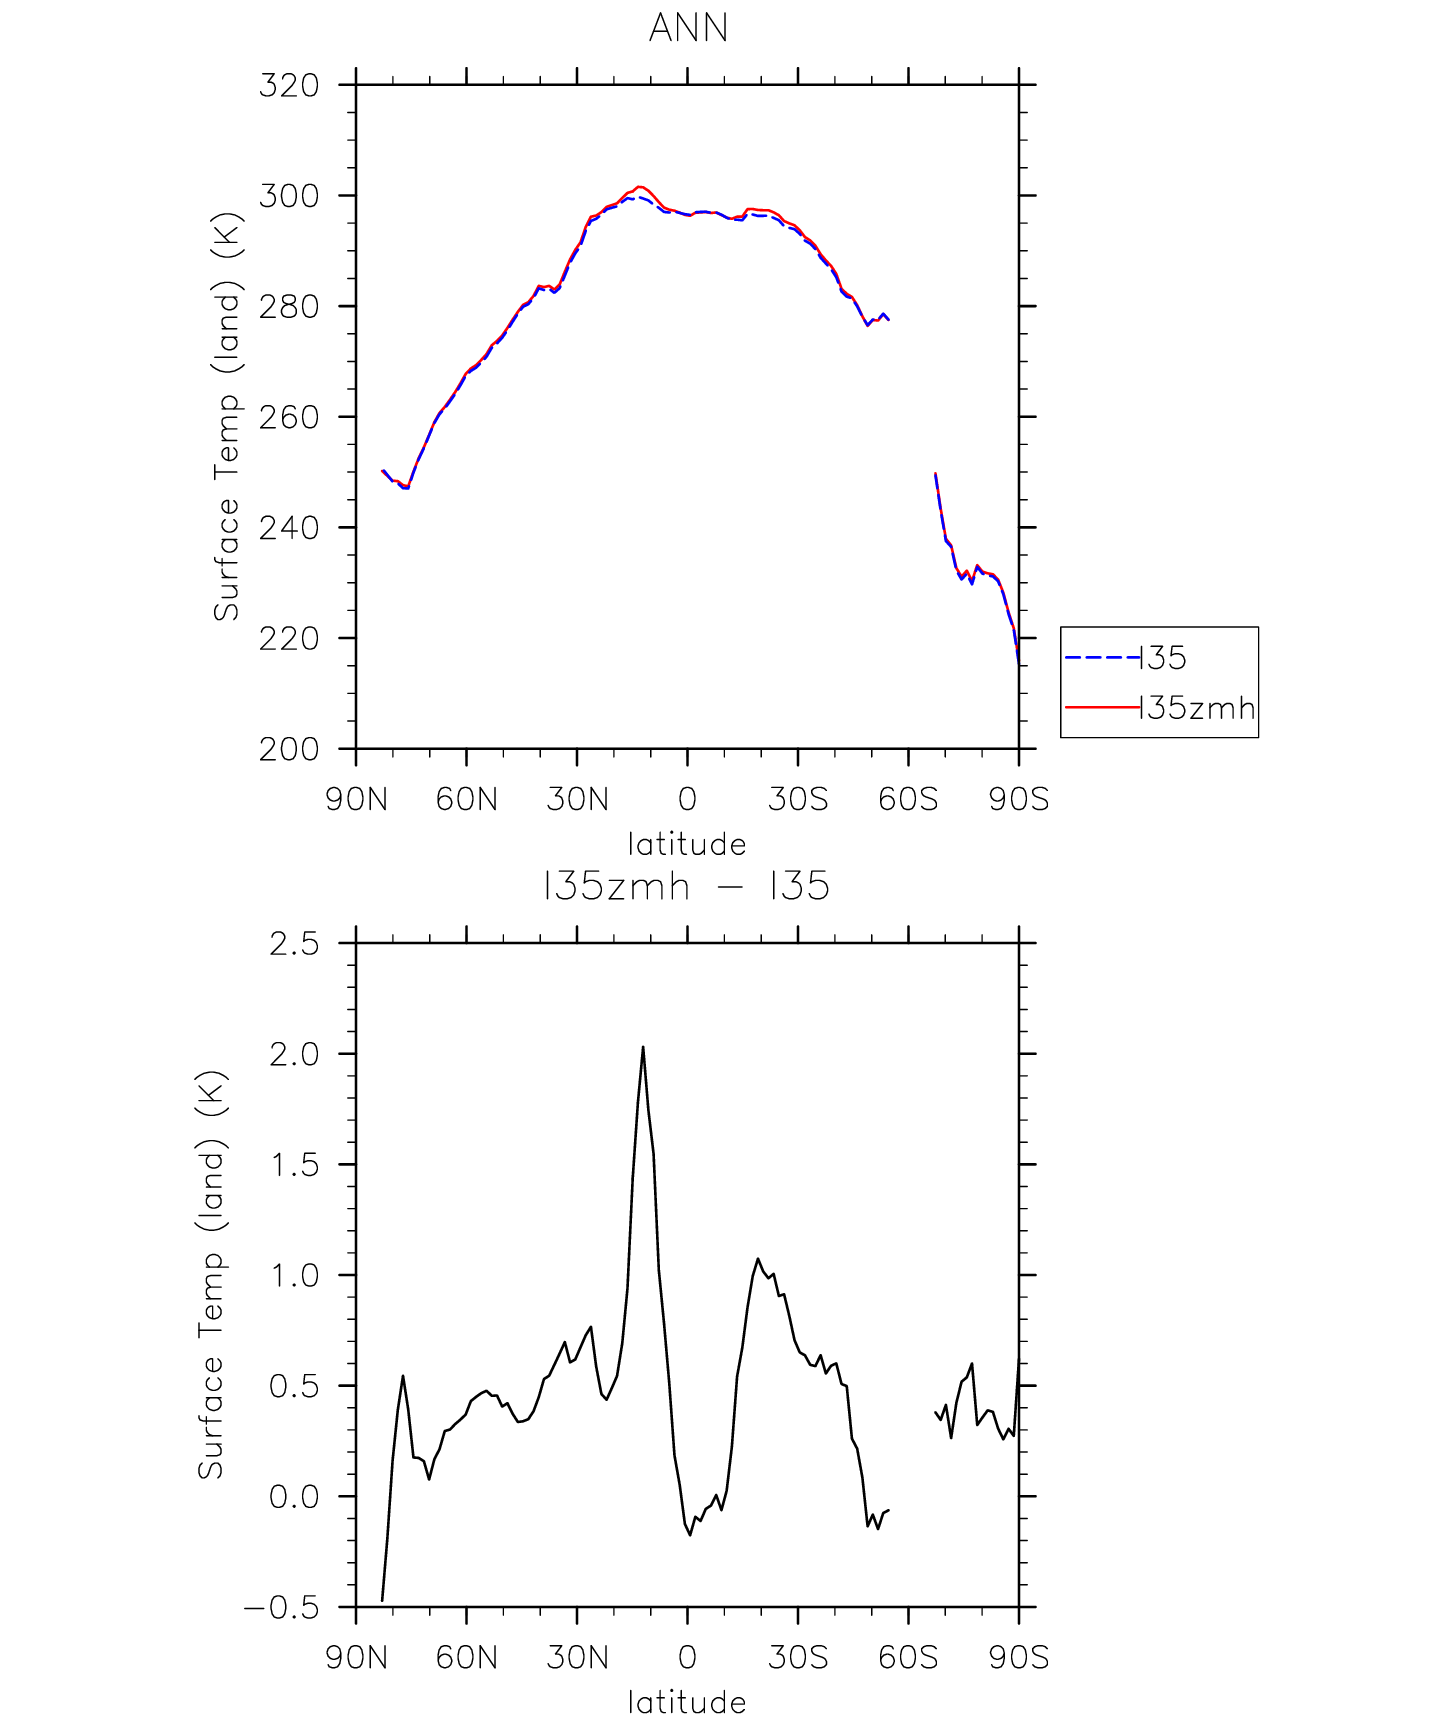 ANN
320
300
280
260
240
220
200
Surface Temp (land) (K)
90N 60N 30N 0 30S 60S 90S
latitude
I35
I35zmh
I35zmh − I35
2.5
2.0
1.5
1.0
0.5
0.0
−0.5
Surface Temp (land) (K)
90N 60N 30N 0 30S 60S 90S
latitude